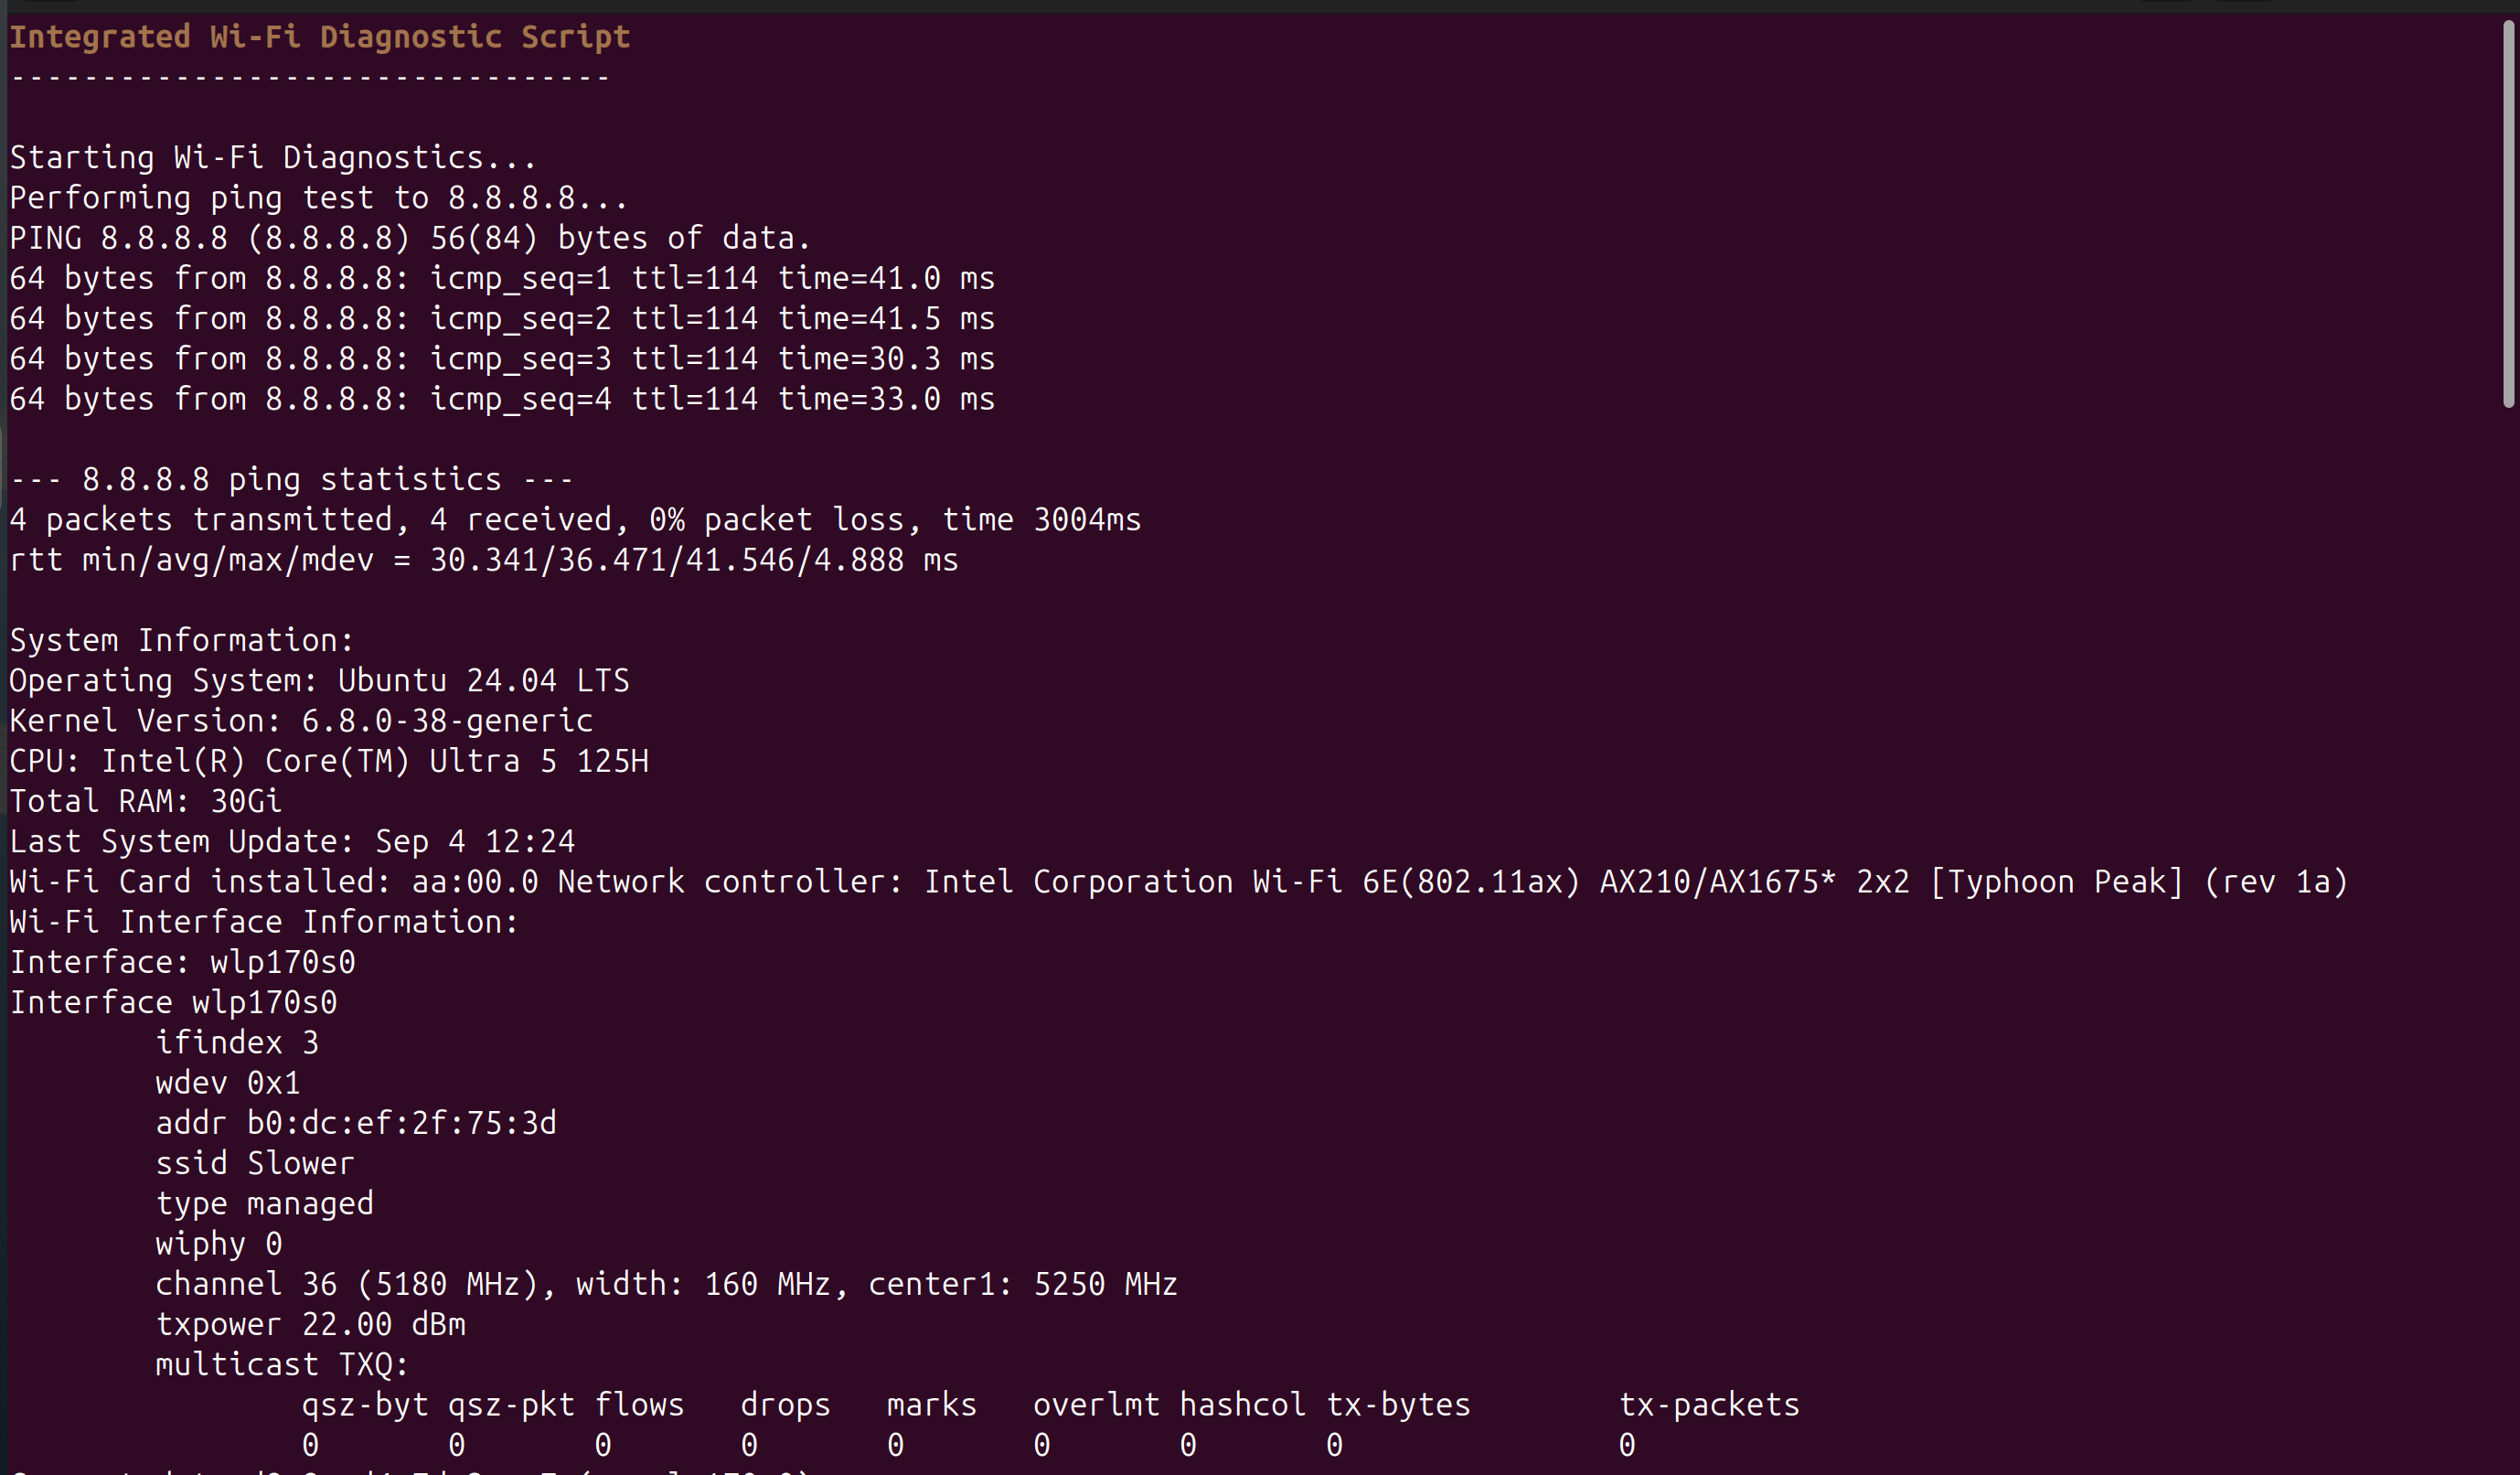 Integrated Wi-Fi Diagnostic Script
---------------------------------
Starting Wi-Fi Diagnostics...
Performing ping test to 8.8.8.8...
PING 8.8.8.8 (8.8.8.8) 56(84) bytes of data.
64 bytes from 8.8.8.8: icmp_seq=1 ttl=114 time=41.0 ms
64 bytes from 8.8.8.8: icmp_seq=2 ttl=114 time=41.5 ms
64 bytes from 8.8.8.8: icmp_seq=3 ttl=114 time=30.3 ms
64 bytes from 8.8.8.8: icmp_seq=4 ttl=114 time=33.0 ms
--- 8.8.8.8 ping statistics ---
4 packets transmitted, 4 received, 0% packet loss, time 3004ms
rtt min/avg/max/mdev = 30.341/36.471/41.546/4.888 ms
System Information:
Operating System: Ubuntu 24.04 LTS
Kernel Version: 6.8.0-38-generic
CPU: Intel(R) Core(TM) Ultra 5 125H
Total RAM: 30Gi
Last System Update: Sep 4 12:24
Wi-Fi Card installed: aa:00.0 Network controller: Intel Corporation Wi-Fi 6E(802.11ax) AX210/AX1675* 2x2 [Typhoon Peak] (rev 1a)
Wi-Fi Interface Information:
Interface: wlp170s0
Interface wlp170s0
ifindex 3
wdev 0x1
addr b0:dc:ef:2f:75:3d
ssid Slower
type managed
wiphy 0
channel 36 (5180 MHz), width: 160 MHz, center1: 5250 MHz
txpower 22.00 dBm
multicast TXQ:
qsz-byt qsz-pkt flows drops marks overlmt hashcol tx-bytes tx-packets
0 0 0 0 0 0 0 0 0